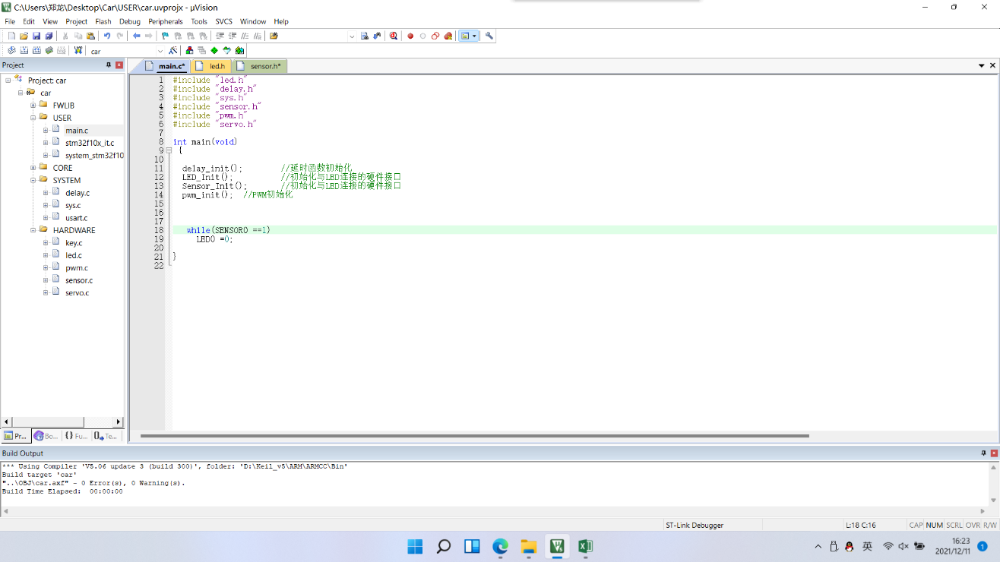 C:\Users\郑龙\Desktop\Car\USER\car.uvprojx - µVision
File Edit View Project Flash Debug Peripherals Tools SVCS Window Help
car
Project
main.c* led.h sensor.h*
Project: car
car
FWLIB
USER
main.c
stm32f10x_it.c
system_stm32f10
CORE
SYSTEM
delay.c
sys.c
usart.c
HARDWARE
key.c
led.c
pwm.c
sensor.c
servo.c
Pr... Bo... {} Fu... Te...
1 #include "led.h"
2 #include "delay.h"
3 #include "sys.h"
4 #include "sensor.h"
5 #include "pwm.h"
6 #include "servo.h"
7
8 int main(void)
9 {
10
11 delay_init(); //延时函数初始化
12 LED_Init(); //初始化与LED连接的硬件接口
13 Sensor_Init(); //初始化与LED连接的硬件接口
14 pwm_init(); //PWM初始化
15
16
17
18 while(SENSOR0 ==1)
19 LED0 =0;
20
21 }
22
Build Output
*** Using Compiler 'V5.06 update 3 (build 300)', folder: 'D:\Keil_v5\ARM\ARMCC\Bin'
Build target 'car'
"..\OBJ\car.axf" - 0 Error(s), 0 Warning(s).
Build Time Elapsed: 00:00:00
ST-Link Debugger L:18 C:16 CAP NUM SCRL OVR R/W
英
16:23
2021/12/11
1